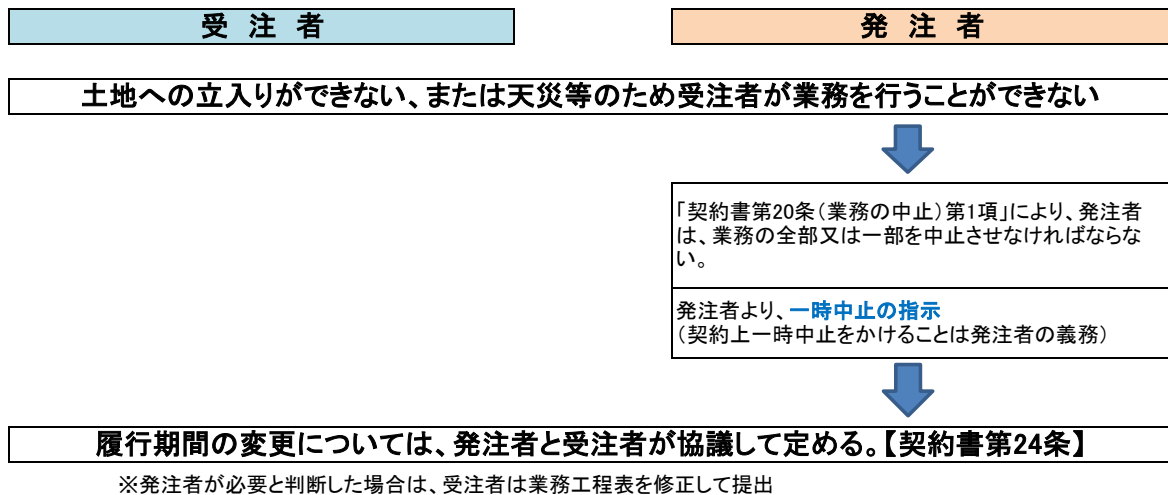 受 注 者
発 注 者
土地への立入りができない、または天災等のため受注者が業務を行うことができない
「契約書第20条（業務の中止）第1項」により、発注者
は、業務の全部又は一部を中止させなければならな
い。
発注者より、一時中止の指示
（契約上一時中止をかけることは発注者の義務）
履行期間の変更については、発注者と受注者が協議して定める。【契約書第24条】
※発注者が必要と判断した場合は、受注者は業務工程表を修正して提出